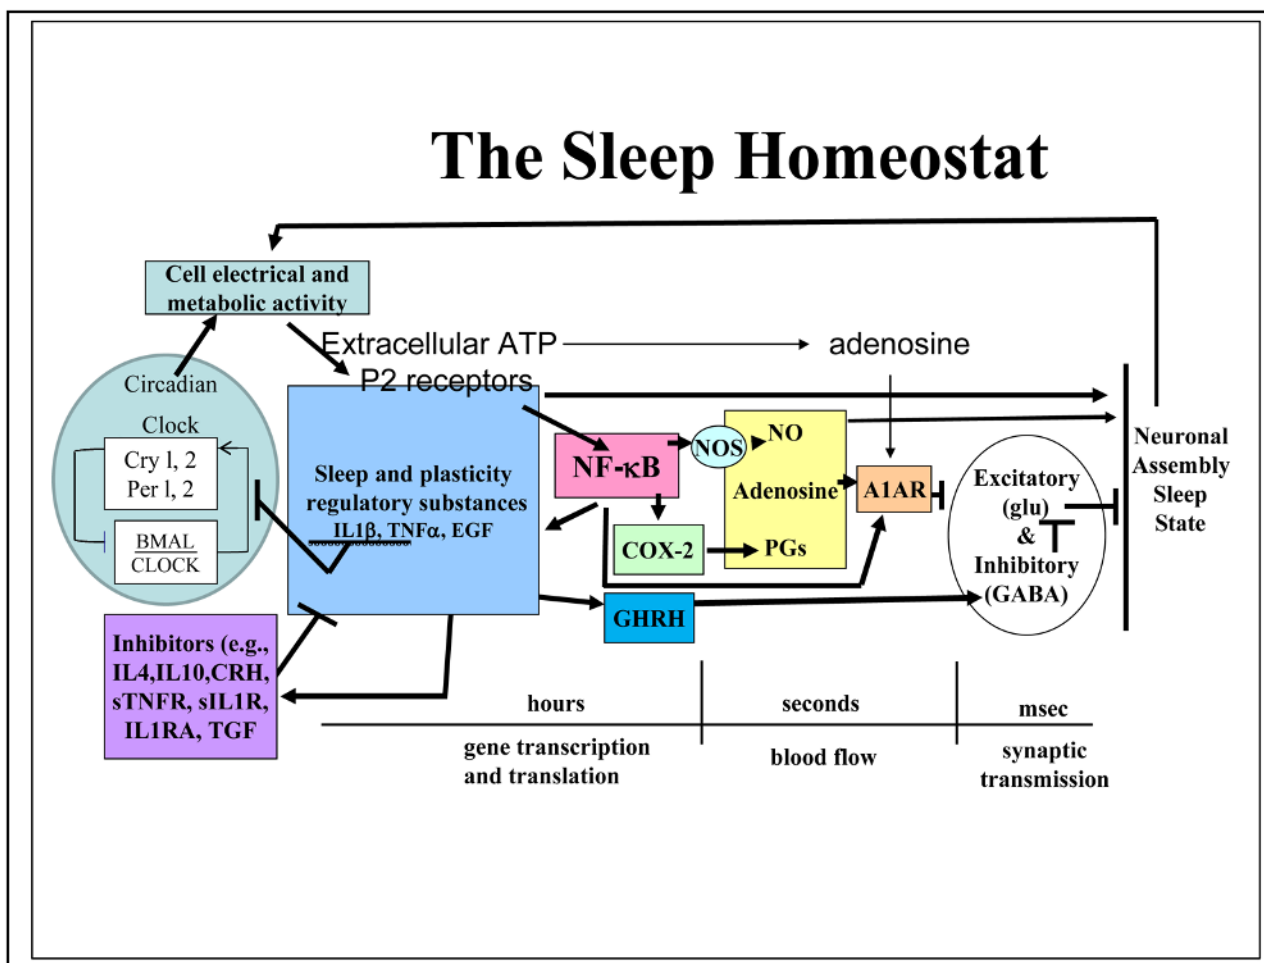 The Sleep Homeostat
Cell electrical and
metabolic activity
Extracellular ATP
adenosine
P2 receptors
Circadian
Clock
Cry l, 2
Per l, 2
BMAL
CLOCK
Sleep and plasticity
regulatory substances
IL1β, TNFα, EGF
NF-κB
NOS
NO
Adenosine
PGs
COX-2
A1AR
GHRH
Excitatory
(glu)
&
Inhibitory
(GABA)
Neuronal
Assembly
Sleep
State
Inhibitors (e.g.,
IL4,IL10,CRH,
sTNFR, sIL1R,
IL1RA, TGF
hours
seconds
msec
gene transcription
and translation
blood flow
synaptic
transmission